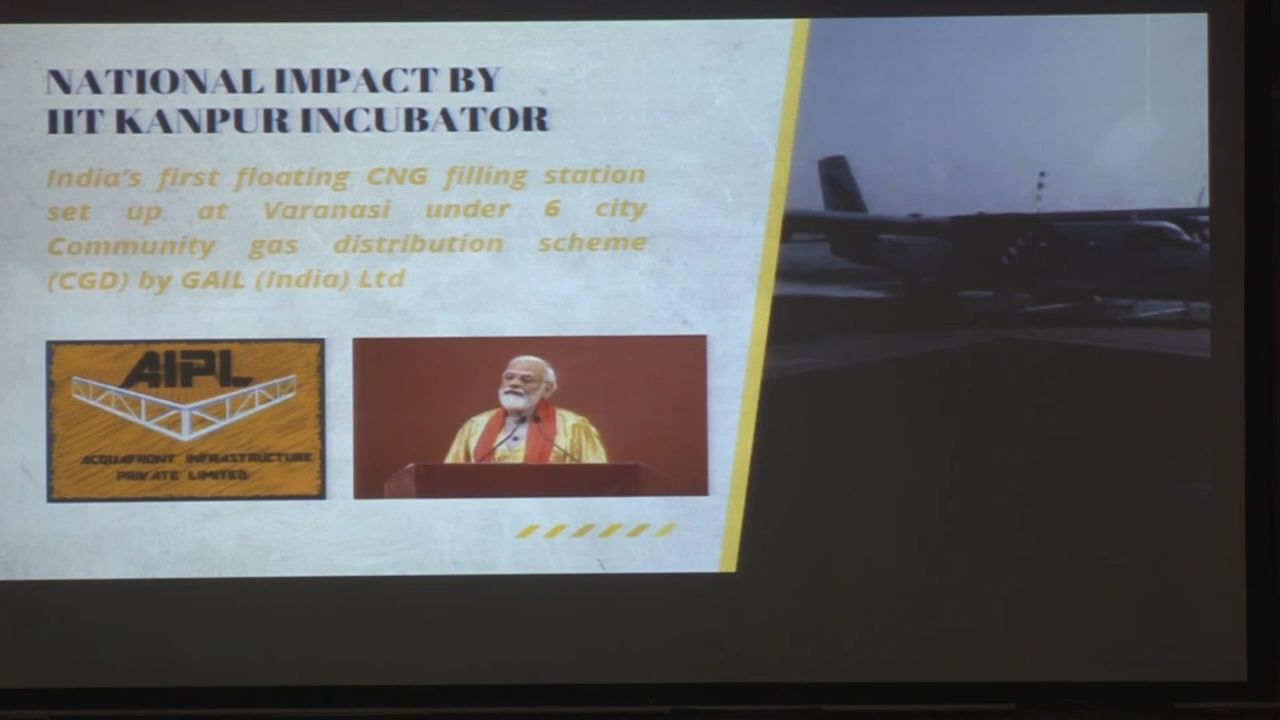 NATIONAL IMPACT BY
IIT KANPUR INCUBATOR
India's first floating CNG filling station
set up at Varanasi under 6 city
Community gas distribution scheme
(CGD) by GAIL (India) Ltd
AIPL
ACQUAFRONT INFRASTRUCTURE
PRIVATE LIMITED